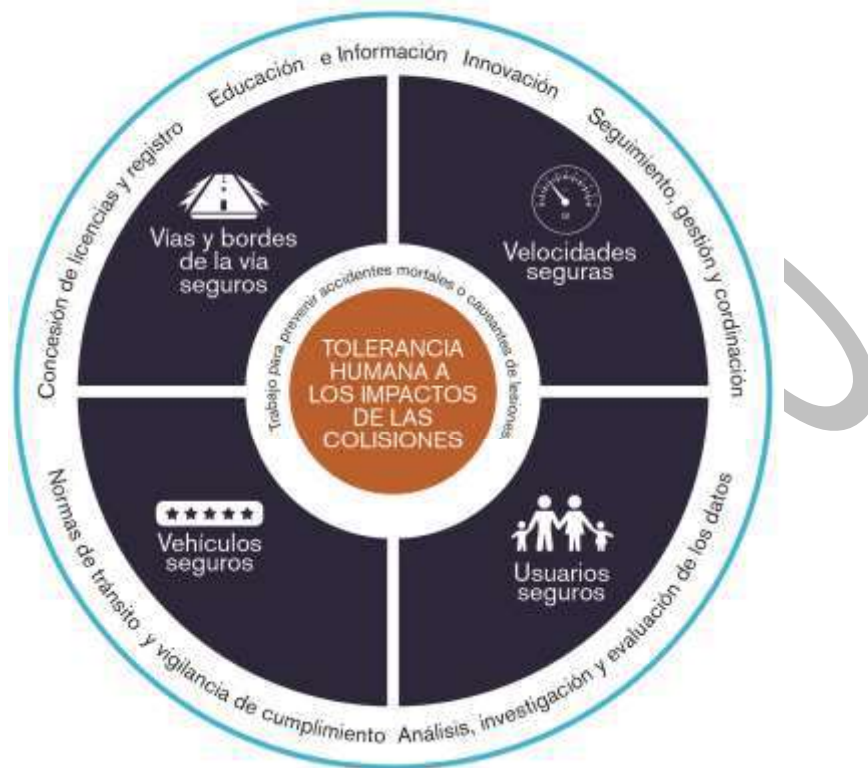 Educación e Información
Innovación
Seguimiento, gestión y cordinación
Concesión de licencias y registro
Vías y bordes
de la vía
seguros
Velocidades
seguras
Trabajo para prevenir accidentes mortales o causantes de lesiones
TOLERANCIA
HUMANA A
LOS IMPACTOS
DE LAS
COLISIONES
Vehículos
seguros
Usuarios
seguros
Normas de tránsito y vigilancia de cumplimiento
Análisis, investigación y evaluación de los datos